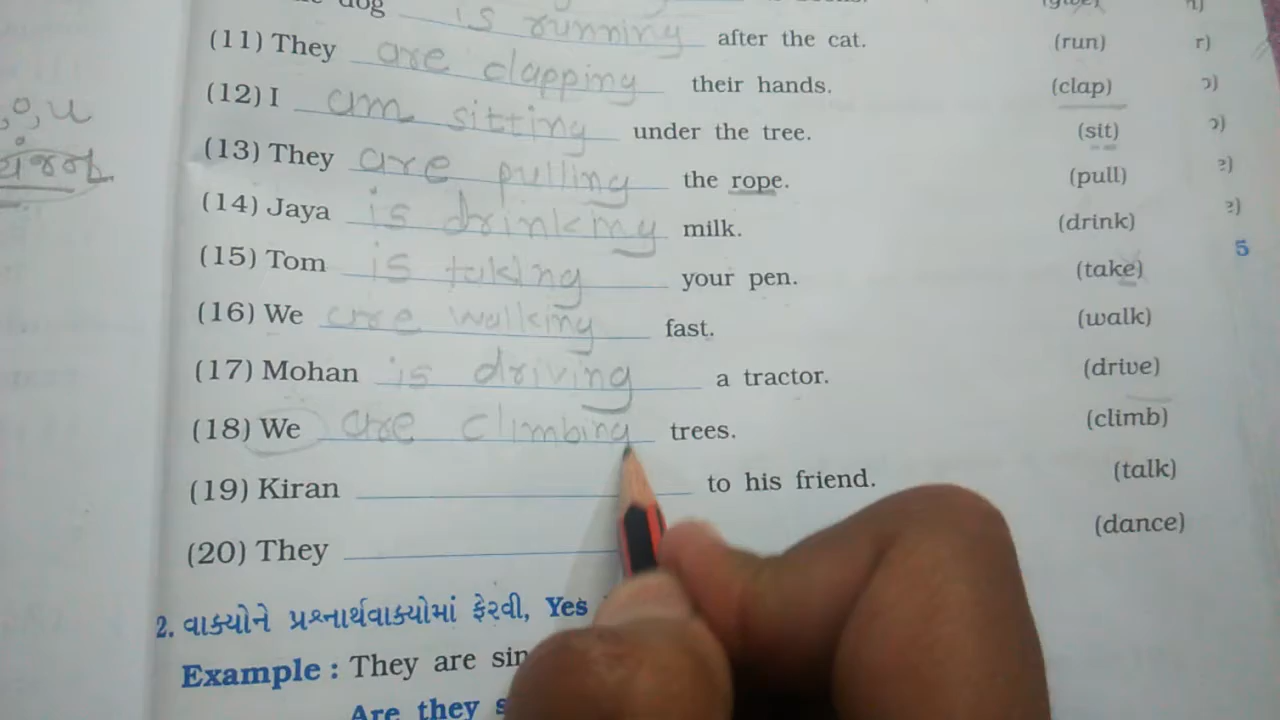 dog is running after the cat. (run) r)
(11) They are clapping their hands. (clap)
o, u (12) I am sitting under the tree. (sit)
(13) They are pulling the rope. (pull)
(14) Jaya is drinking milk. (drink)
(15) Tom is taking your pen. (take) 5
(16) We are walking fast. (walk)
(17) Mohan is driving a tractor. (drive)
(18) We are climbing trees. (climb)
(19) Kiran to his friend. (talk)
(20) They (dance)
2. વાક્યોને પ્રશ્નાર્થવાક્યોમાં ફેરવી, Yes
Example : They are sin
Are they s